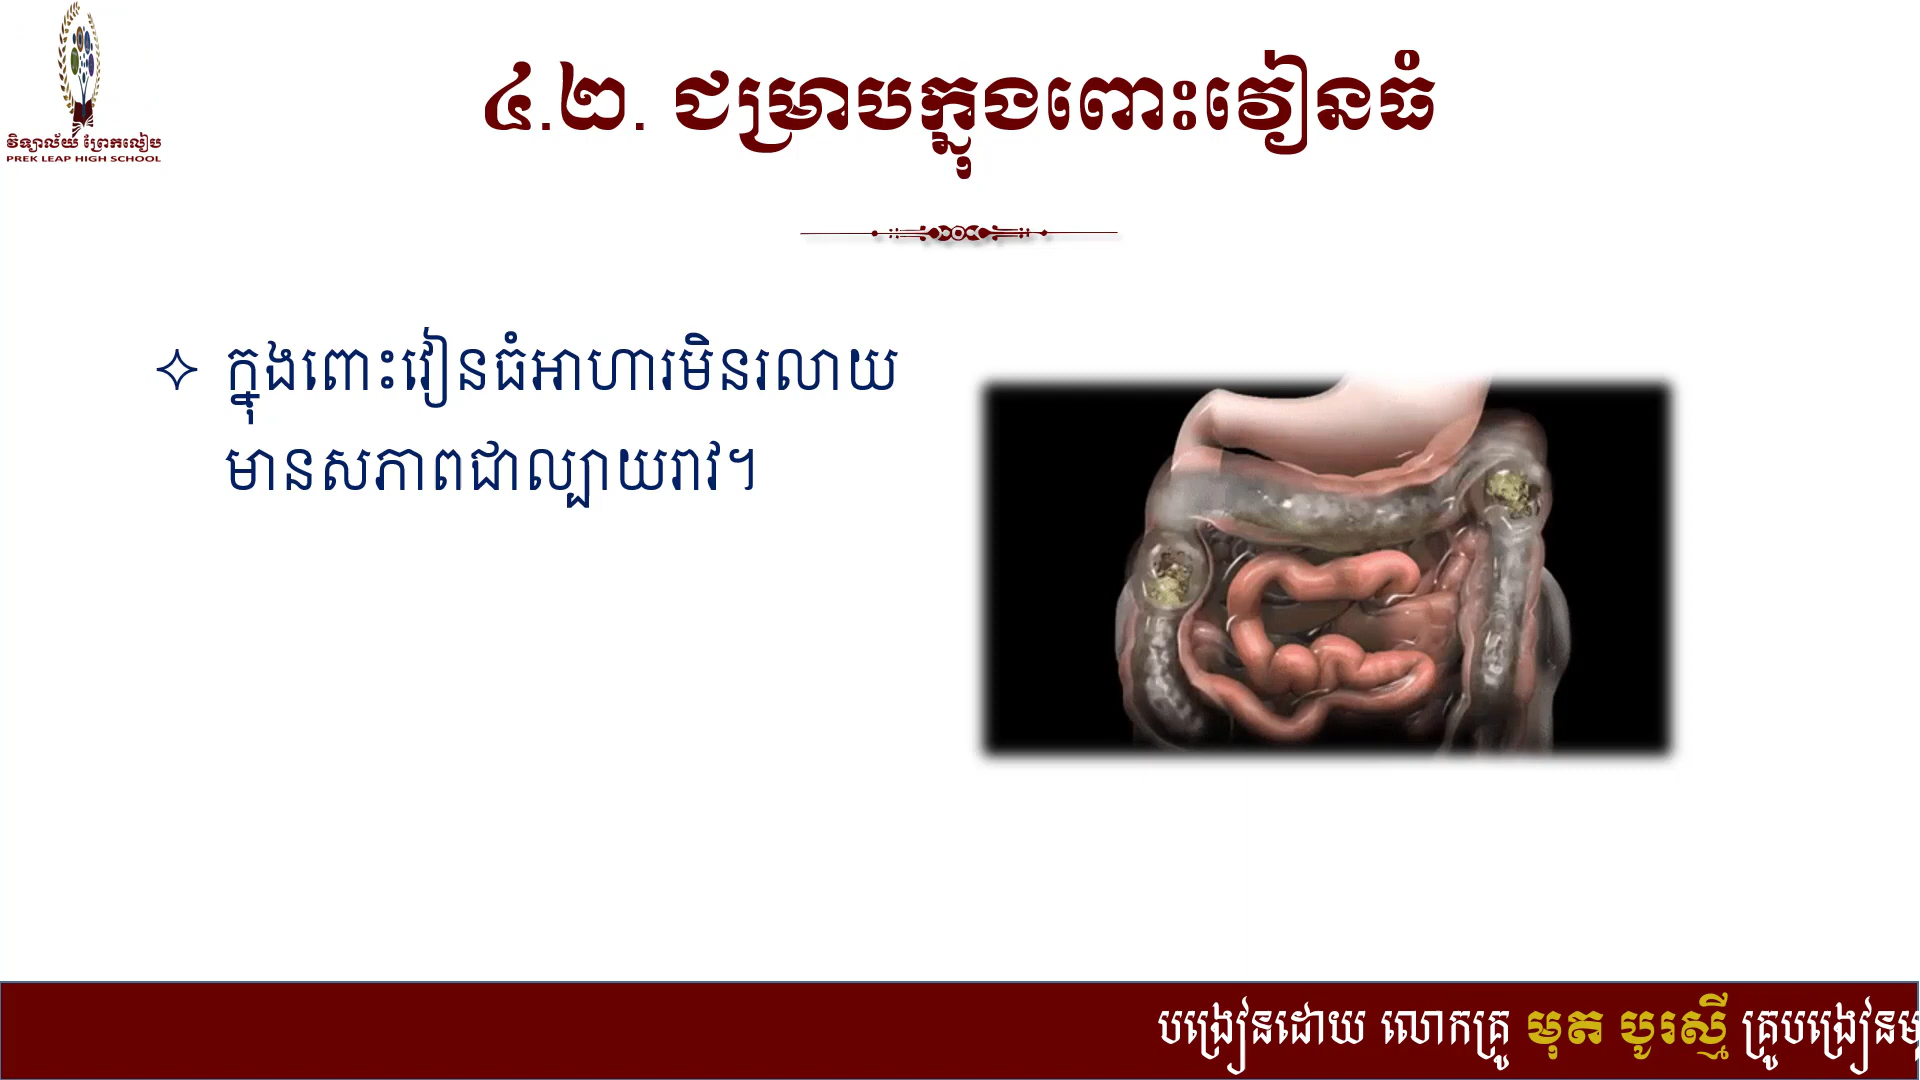 វិទ្យាល័យ ព្រែកលៀប
PREK LEAP HIGH SCHOOL
៤.២. ជម្រាបក្នុងពោះវៀនធំ
✧ ក្នុងពោះវៀនធំអាហារមិនរលាយ
មានសភាពជាល្បាយរាវ។
បង្រៀនដោយ លោកគ្រូ មុត បូរស្មី គ្រូបង្រៀន